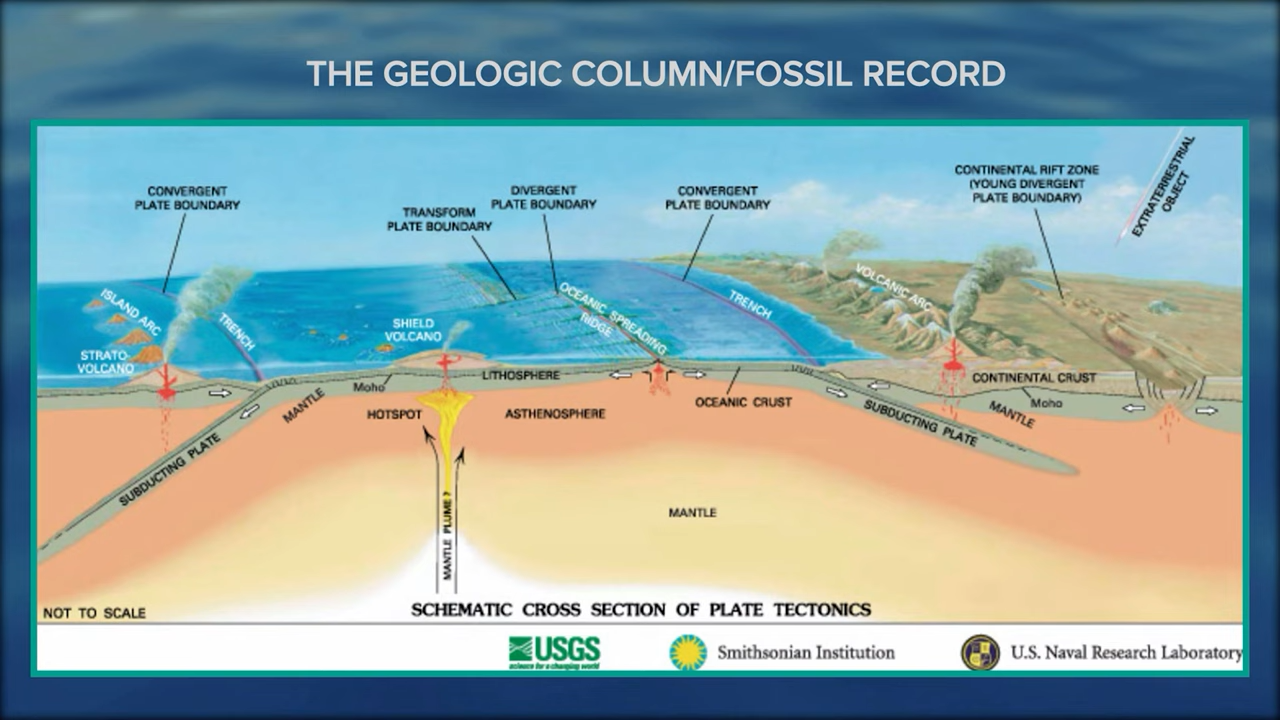 THE GEOLOGIC COLUMN/FOSSIL RECORD
CONVERGENT
PLATE BOUNDARY
TRANSFORM
PLATE BOUNDARY
DIVERGENT
PLATE BOUNDARY
CONVERGENT
PLATE BOUNDARY
CONTINENTAL RIFT ZONE
(YOUNG DIVERGENT
PLATE BOUNDARY)
EXTRATERRESTRIAL
OBJECT
ISLAND ARC
TRENCH
STRATO-
VOLCANO
SHIELD
VOLCANO
OCEANIC SPREADING
RIDGE
TRENCH
VOLCANIC ARC
LITHOSPHERE
Moho
HOTSPOT
ASTHENOSPHERE
OCEANIC CRUST
CONTINENTAL CRUST
Moho
MANTLE
SUBDUCTING PLATE
MANTLE
SUBDUCTING PLATE
MANTLE PLUME?
MANTLE
NOT TO SCALE
SCHEMATIC CROSS SECTION OF PLATE TECTONICS
USGS
science for a changing world
Smithsonian Institution
U.S. Naval Research Laboratory